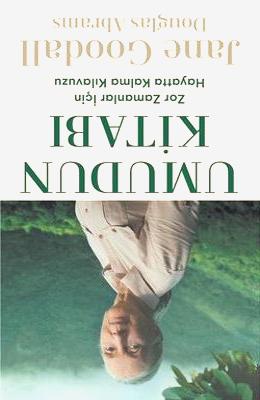 UMUDUN
KİTABI
Zor Zamanlar İçin
Hayatta Kalma Kılavuzu
Jane Goodall
Douglas Abrams